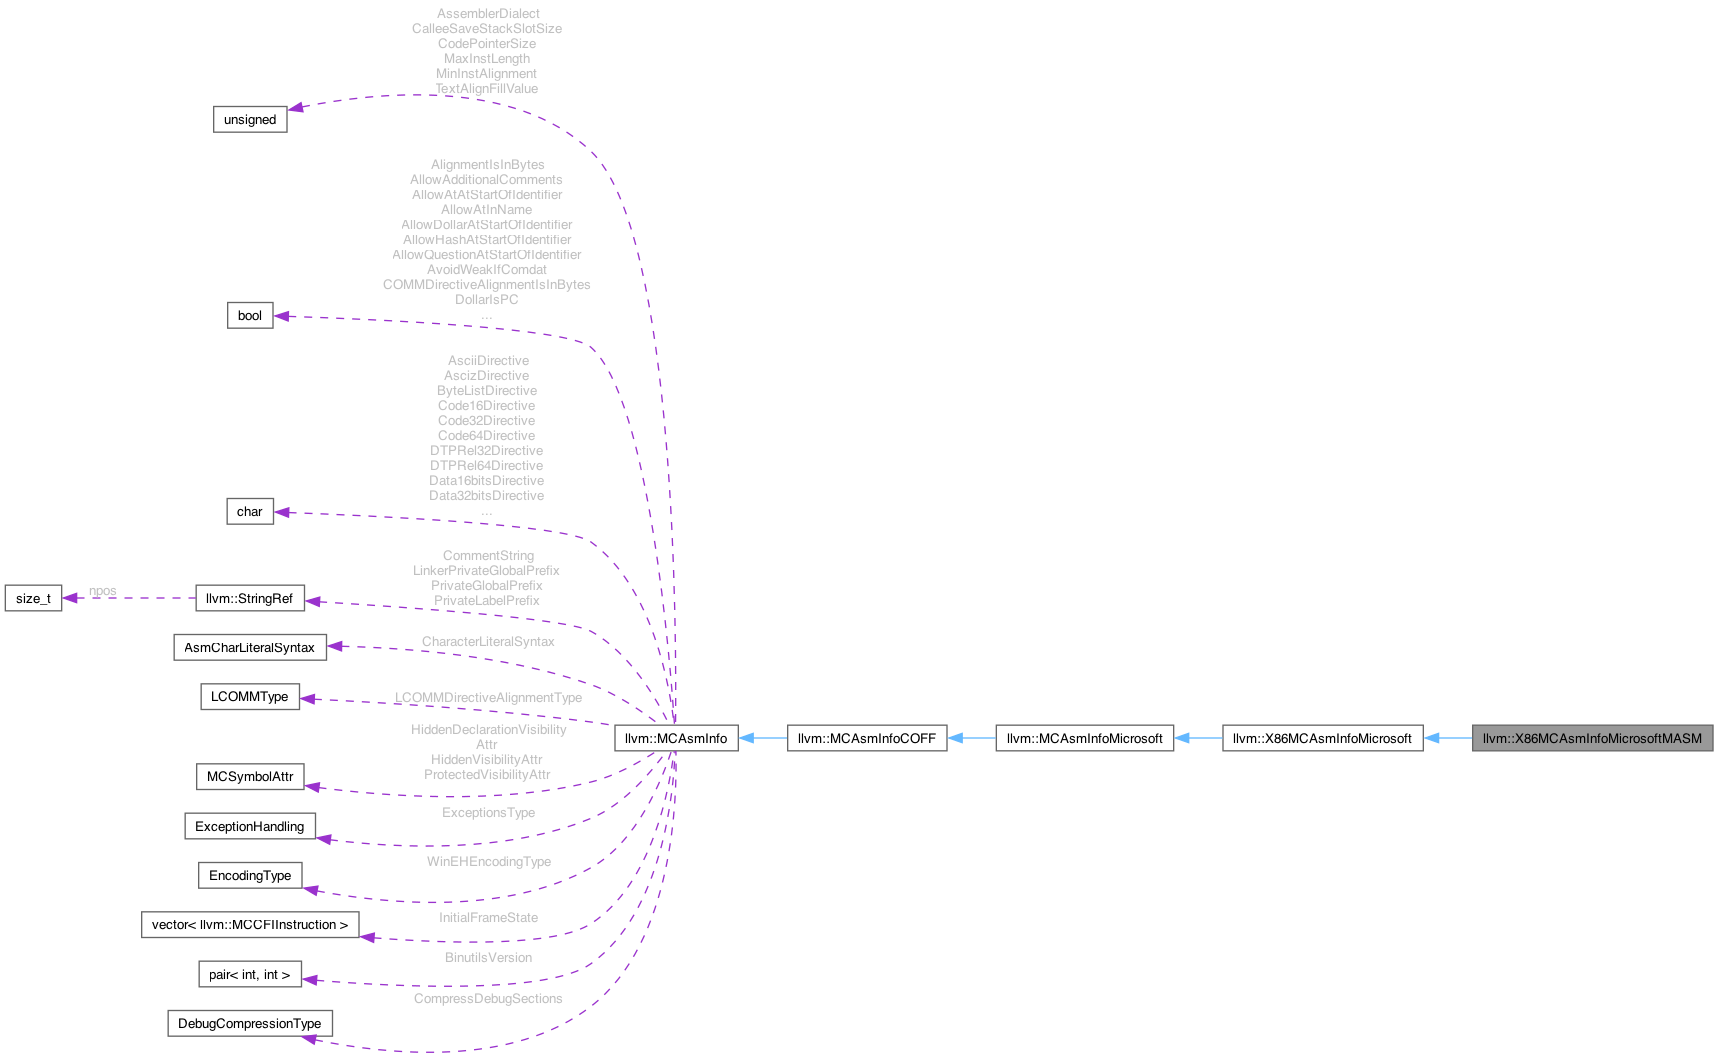 AssemblerDialect
CalleeSaveStackSlotSize
CodePointerSize
MaxInstLength
MinInstAlignment
TextAlignFillValue
unsigned
AlignmentIsInBytes
AllowAdditionalComments
AllowAtAtStartOfIdentifier
AllowAtInName
AllowDollarAtStartOfIdentifier
AllowHashAtStartOfIdentifier
AllowQuestionAtStartOfIdentifier
AvoidWeakIfComdat
COMMDirectiveAlignmentIsInBytes
DollarIsPC
...
bool
AsciiDirective
AscizDirective
ByteListDirective
Code16Directive
Code32Directive
Code64Directive
DTPRel32Directive
DTPRel64Directive
Data16bitsDirective
Data32bitsDirective
...
char
CommentString
LinkerPrivateGlobalPrefix
PrivateGlobalPrefix
PrivateLabelPrefix
size_t
npos
llvm::StringRef
CharacterLiteralSyntax
AsmCharLiteralSyntax
LCOMMDirectiveAlignmentType
LCOMMType
HiddenDeclarationVisibility
Attr
HiddenVisibilityAttr
ProtectedVisibilityAttr
llvm::MCAsmInfo
llvm::MCAsmInfoCOFF
llvm::MCAsmInfoMicrosoft
llvm::X86MCAsmInfoMicrosoft
llvm::X86MCAsmInfoMicrosoftMASM
MCSymbolAttr
ExceptionsType
ExceptionHandling
WinEHEncodingType
EncodingType
InitialFrameState
vector< llvm::MCCFIInstruction >
BinutilsVersion
pair< int, int >
CompressDebugSections
DebugCompressionType